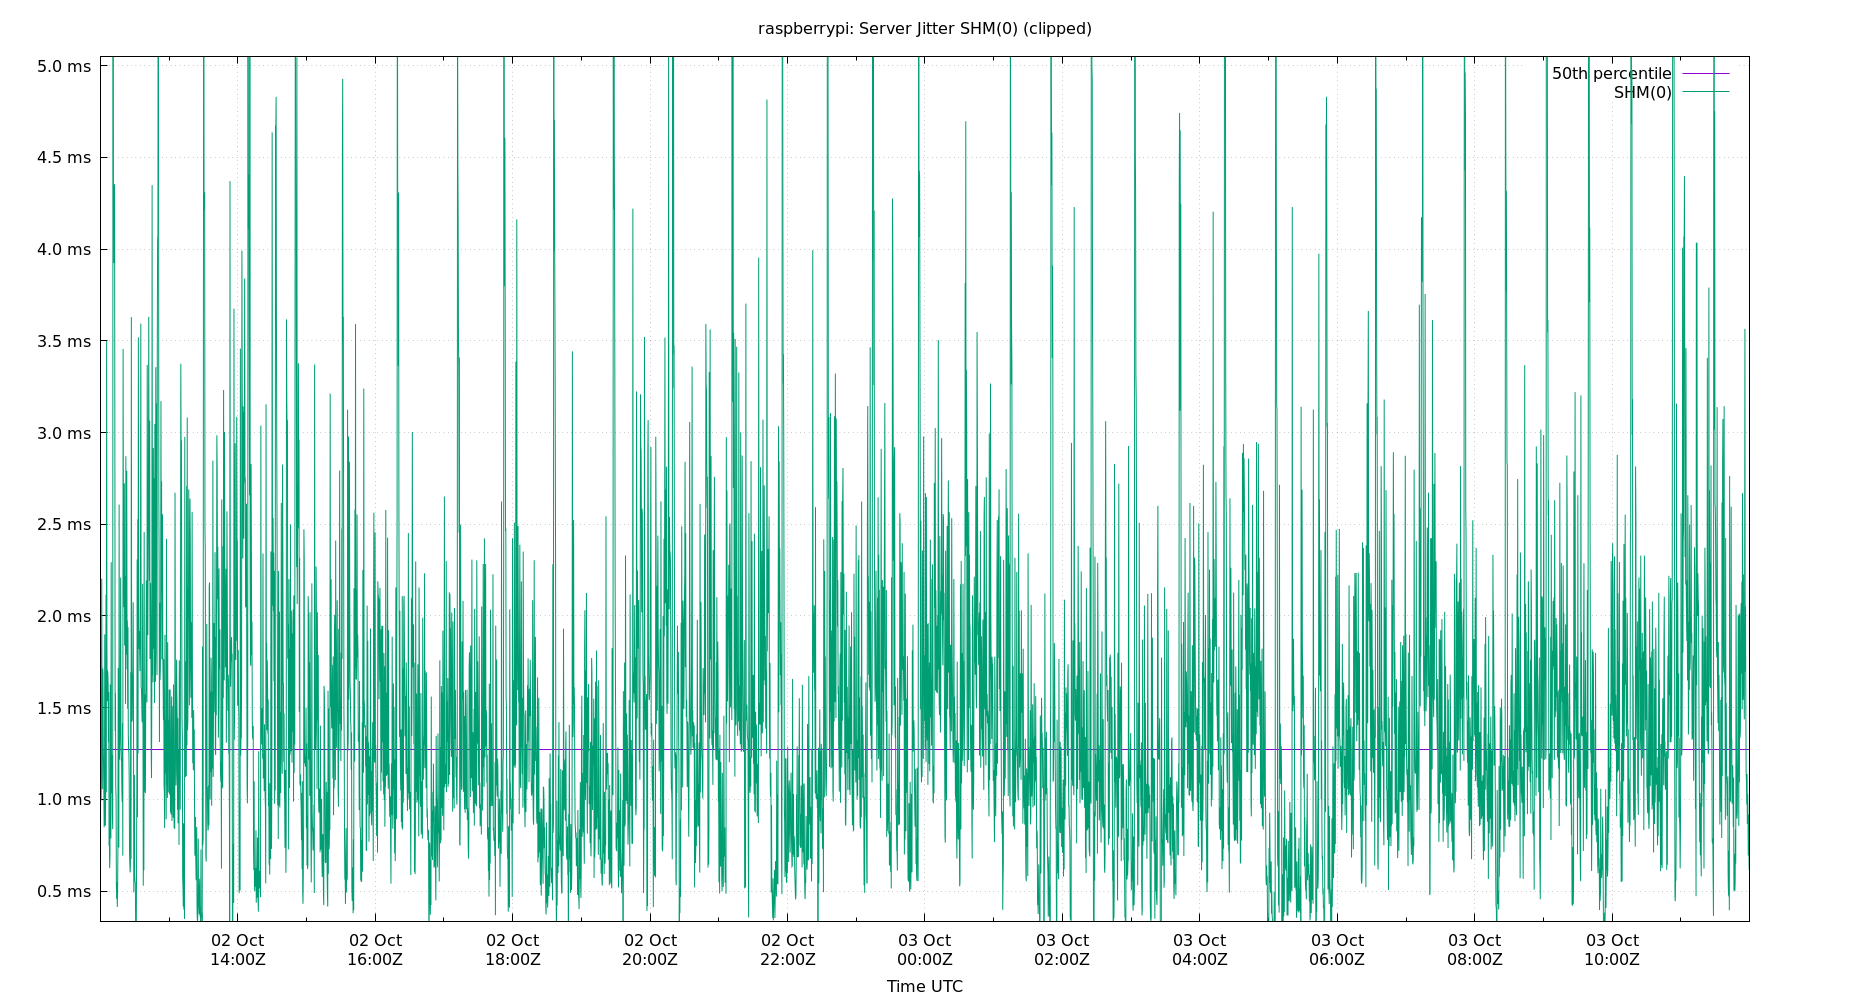 raspberrypi: Server Jitter SHM(0) (clipped)
50th percentile
SHM(0)
5.0 ms
4.5 ms
4.0 ms
3.5 ms
3.0 ms
2.5 ms
2.0 ms
1.5 ms
1.0 ms
0.5 ms
02 Oct 02 Oct 02 Oct 02 Oct 02 Oct 03 Oct 03 Oct 03 Oct 03 Oct 03 Oct 03 Oct
14:00Z 16:00Z 18:00Z 20:00Z 22:00Z 00:00Z 02:00Z 04:00Z 06:00Z 08:00Z 10:00Z
Time UTC